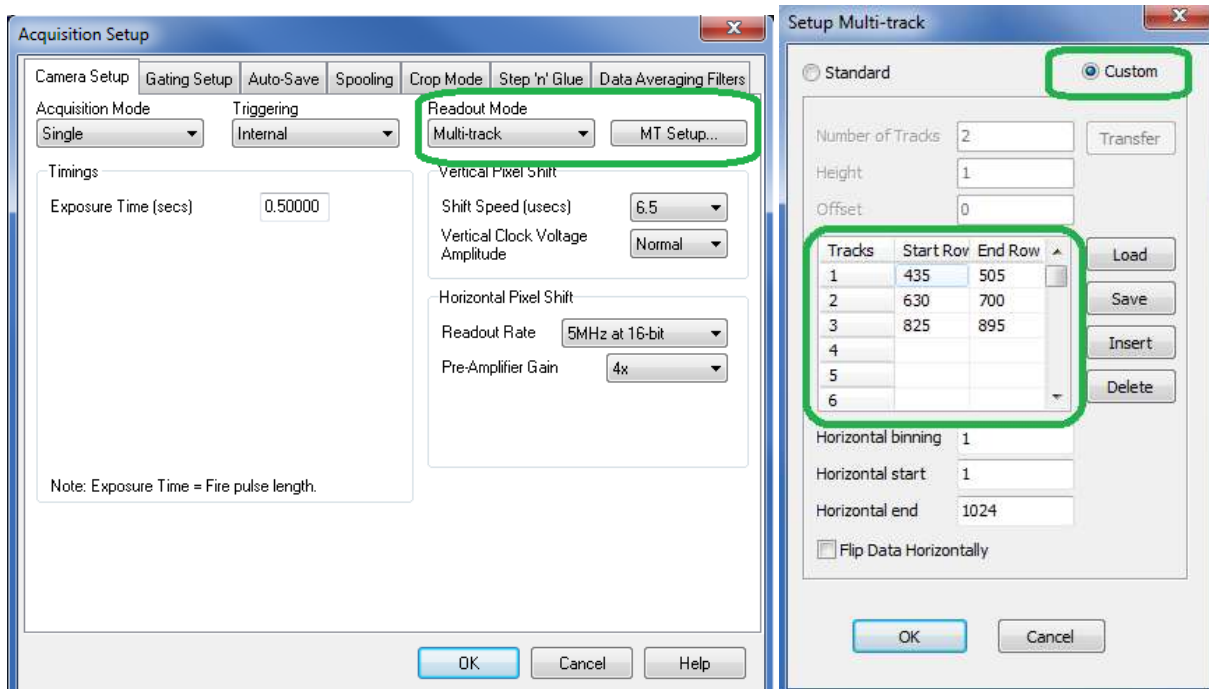 Acquisition Setup
Camera Setup Gating Setup Auto-Save Spooling Crop Mode Step 'n' Glue Data Averaging Filters
Acquisition Mode Triggering Readout Mode
Single Internal Multi-track MT Setup...
Timings
Exposure Time (secs) 0.50000
Vertical Pixel Shift
Shift Speed (usecs) 6.5
Vertical Clock Voltage
Amplitude
Normal
Horizontal Pixel Shift
Readout Rate 5MHz at 16-bit
Pre-Amplifier Gain 4x
Note: Exposure Time = Fire pulse length.
OK Cancel Help
Setup Multi-track
Standard Custom
Number of Tracks 2 Transfer
Height 1
Offset 0
Tracks Start Rov End Row
1 435 505
2 630 700
3 825 895
4
5
6
Load
Save
Insert
Delete
Horizontal binning 1
Horizontal start 1
Horizontal end 1024
Flip Data Horizontally
OK Cancel